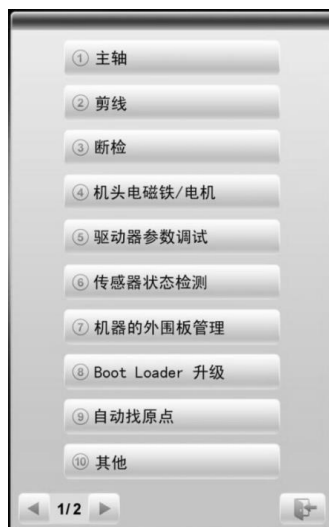 ① 主轴
② 剪线
③ 断检
④ 机头电磁铁/电机
⑤ 驱动器参数调试
⑥ 传感器状态检测
⑦ 机器的外围板管理
⑧ Boot Loader 升级
⑨ 自动找原点
⑩ 其他
1/2